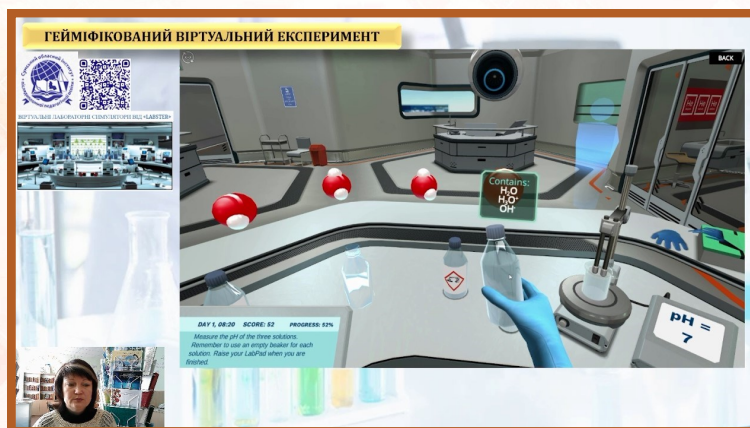 ГЕЙМІФІКОВАНИЙ ВІРТУАЛЬНИЙ ЕКСПЕРИМЕНТ
BACK
ВІРТУАЛЬНІ ЛАБОРАТОРНІ СИМУЛЯТОРИ ВІД «LABSTER»
Contains:
H₂O
H₃O⁺
OH⁻
pH =
7
DAY 1, 08:20 SCORE: 52 PROGRESS: 52%
Measure the pH of the three solutions.
Remember to use an empty beaker for each
solution. Raise your LabPad when you are
finished.